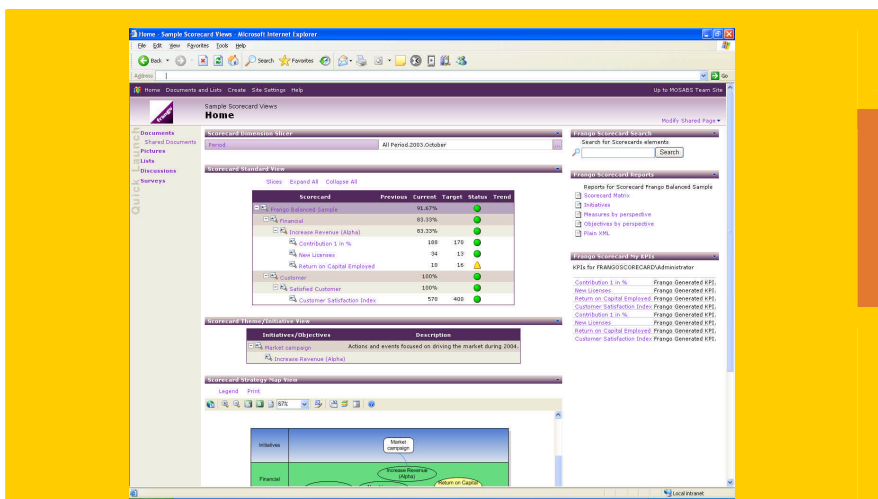 Home - Sample Scorecard Views - Microsoft Internet Explorer
File Edit View Favorites Tools Help
Back Search Favorites
Address Go
Home Documents and Lists Create Site Settings Help Up to MOSABS Team Site
frango
Sample Scorecard Views
Home
Modify Shared Page
Quick Launch
Documents
Shared Documents
Pictures
Lists
Discussions
Surveys
Scorecard Dimension Slicer
Period All Period.2003.October ...
Scorecard Standard View
Slices Expand All Collapse All
Scorecard Previous Current Target Status Trend
Frango Balanced Sample 91.67%
Financial 83.33%
Increase Revenue (Alpha) 83.33%
Contribution 1 in % 188 170
New Licenses 34 13
Return on Capital Employed 10 16
Customer 100%
Satisfied Customer 100%
Customer Satisfaction Index 570 400
Scorecard Theme/Initiative View
Initiatives/Objectives Description
Market campaign Actions and events focused on driving the market during 2004.
Increase Revenue (Alpha)
Scorecard Strategy Map View
Legend Print
67%
Initiatives
Market campaign
Financial
Increase Revenue (Alpha)
Return on Capital
Frango Scorecard Search
Search for Scorecards elements
Search
Frango Scorecard Reports
Reports for Scorecard Frango Balanced Sample
Scorecard Matrix
Initiatives
Measures by perspective
Objectives by perspective
Plain XML
Frango Scorecard My KPIs
KPIs for FRANGOSCORECARD\Administrator
Contribution 1 in % Frango Generated KPI.
New Licenses Frango Generated KPI.
Return on Capital Employed Frango Generated KPI.
Customer Satisfaction Index Frango Generated KPI.
Contribution 1 in % Frango Generated KPI.
New Licenses Frango Generated KPI.
Return on Capital Employed Frango Generated KPI.
Customer Satisfaction Index Frango Generated KPI.
Local intranet